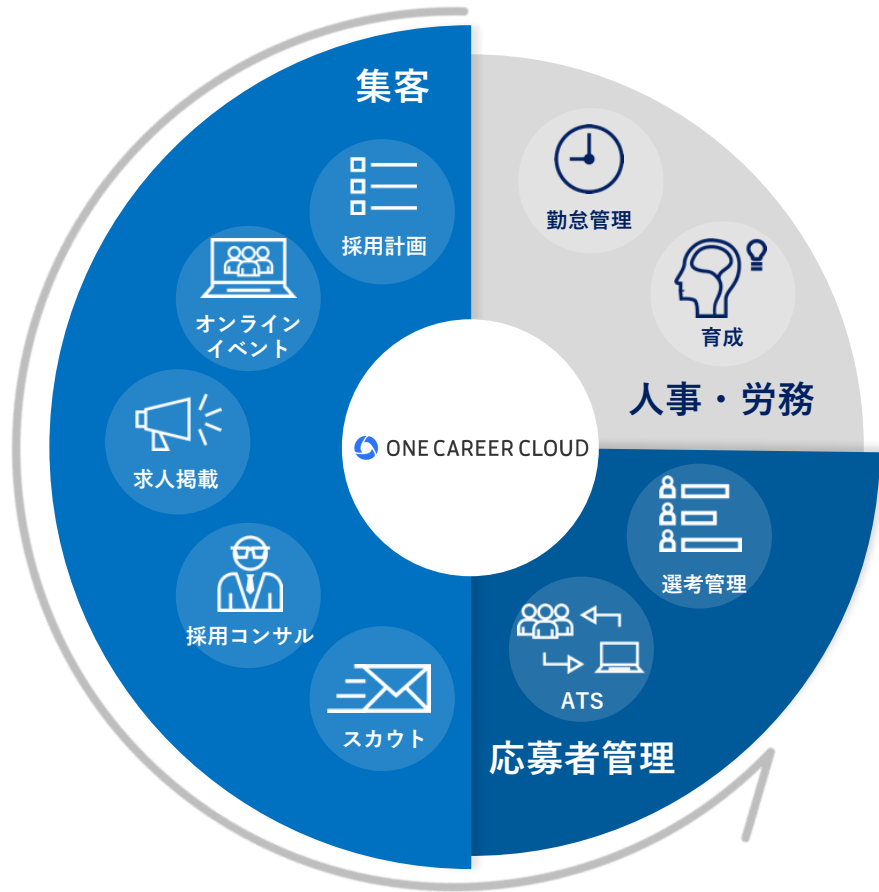 集客
採用計画
オンライン
イベント
求人掲載
採用コンサル
スカウト
勤怠管理
育成
人事・労務
ONE CAREER CLOUD
選考管理
ATS
応募者管理